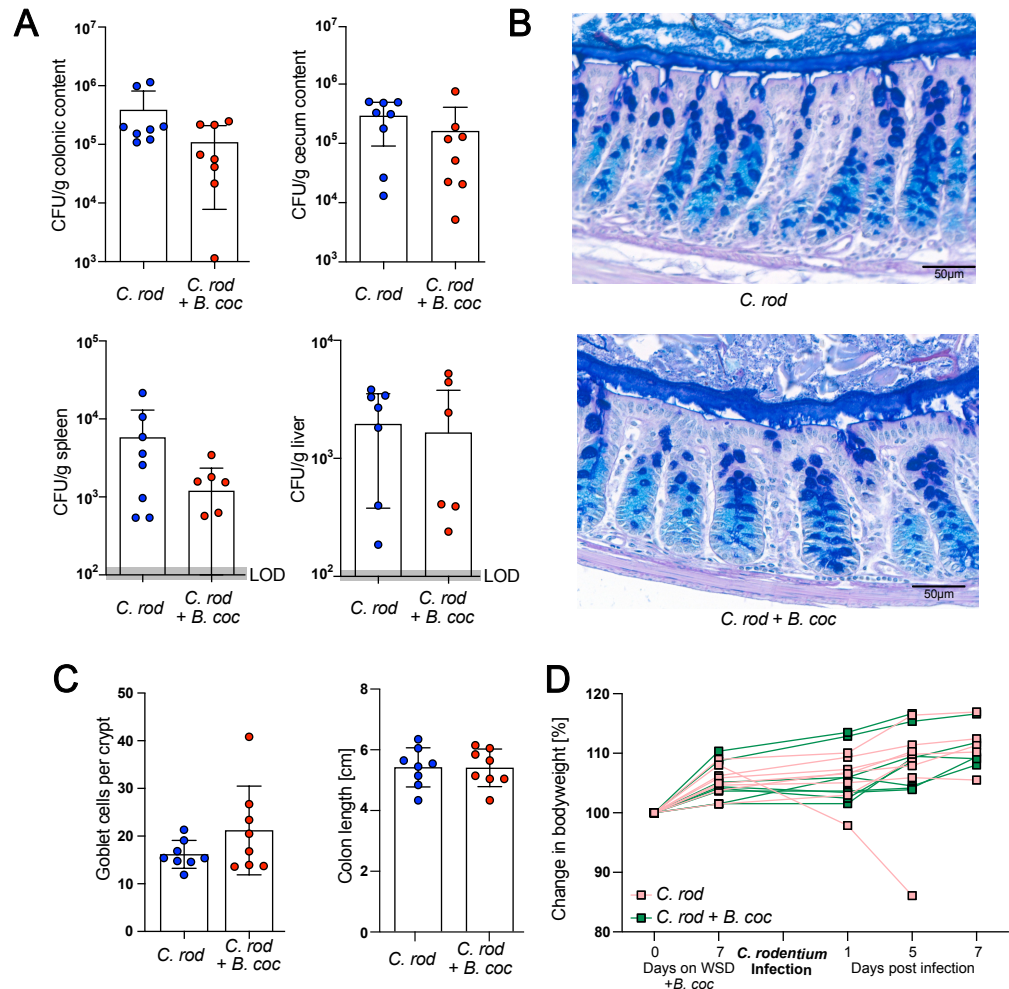 A
CFU/g colonic content
10⁷
10⁶
10⁵
10⁴
10³
C. rod
C. rod
+ B. coc
CFU/g cecum content
10⁷
10⁶
10⁵
10⁴
10³
C. rod
C. rod
+ B. coc
CFU/g spleen
10⁵
10⁴
10³
10²
LOD
C. rod
C. rod
+ B. coc
CFU/g liver
10⁴
10³
10²
LOD
C. rod
C. rod
+ B. coc
B
50μm
C. rod
50μm
C. rod + B. coc
C
Goblet cells per crypt
50
40
30
20
10
0
C. rod
C. rod
+ B. coc
Colon length [cm]
8
6
4
2
0
C. rod
C. rod
+ B. coc
D
Change in bodyweight [%]
120
110
100
90
80
C. rod
C. rod + B. coc
0 7 C. rodentium 1 5 7
Days on WSD Infection Days post infection
+B. coc